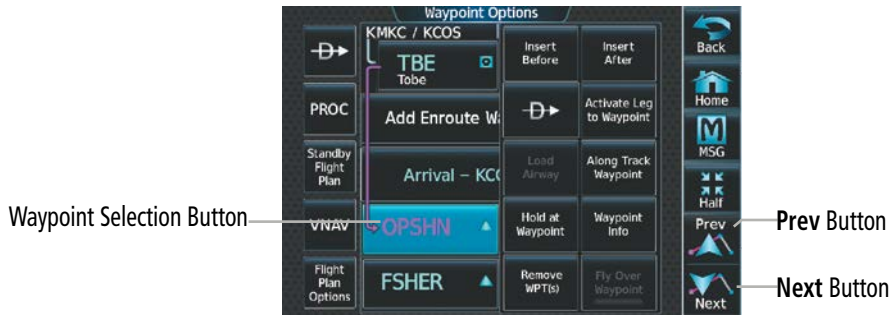 Waypoint Options
KMKC / KCOS
TBE
Tobe
Add Enroute W
Arrival – KC
OPSHN
FSHER
PROC
Standby
Flight
Plan
VNAV
Flight
Plan
Options
Insert
Before
Insert
After
D
Activate Leg
to Waypoint
Load
Airway
Along Track
Waypoint
Hold at
Waypoint
Waypoint
Info
Remove
WPT(s)
Fly Over
Waypoint
Back
Home
M
MSG
Half
Prev
Next
Waypoint Selection Button
Prev Button
Next Button